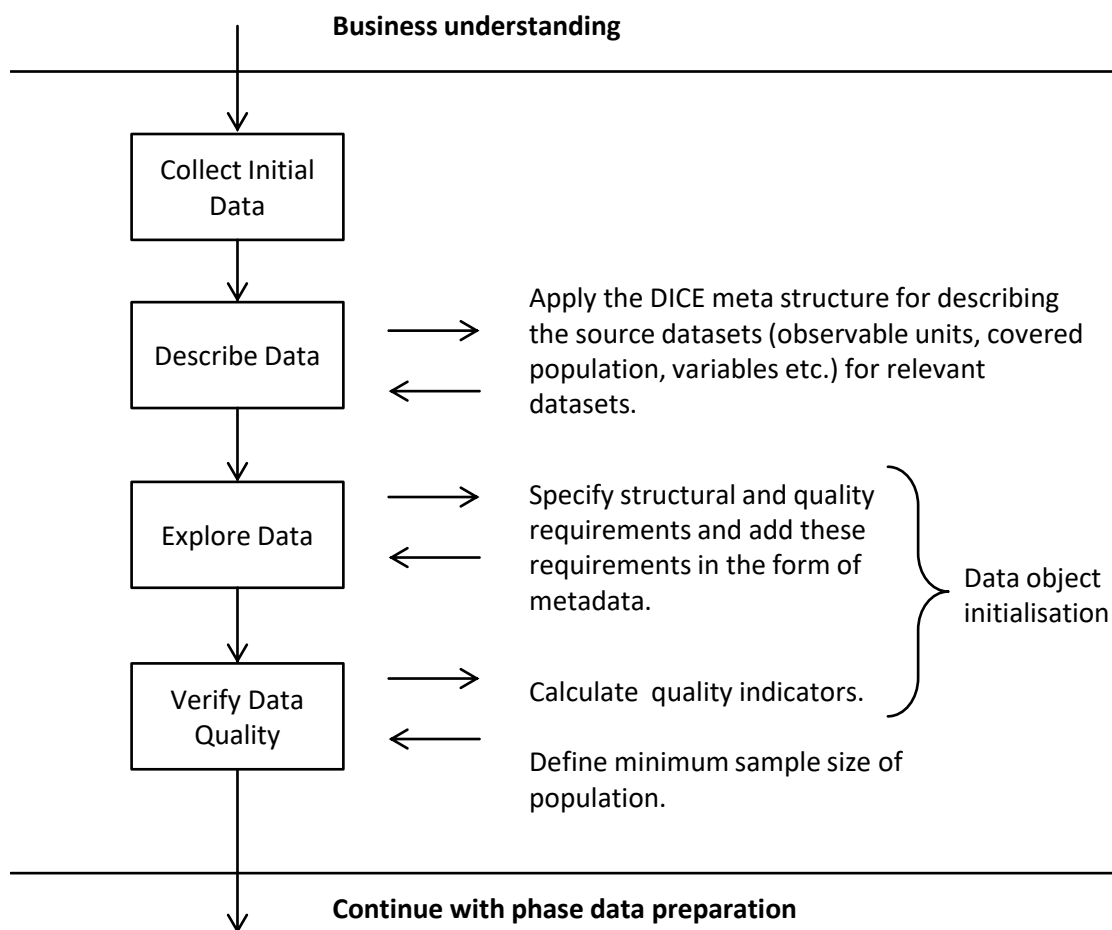 Business understanding
Collect Initial
Data
Describe Data
Apply the DICE meta structure for describing
the source datasets (observable units, covered
population, variables etc.) for relevant
datasets.
Explore Data
Specify structural and quality
requirements and add these
requirements in the form of
metadata.
Data object
initialisation
Verify Data
Quality
Calculate  quality indicators.
Define minimum sample size of
population.
Continue with phase data preparation